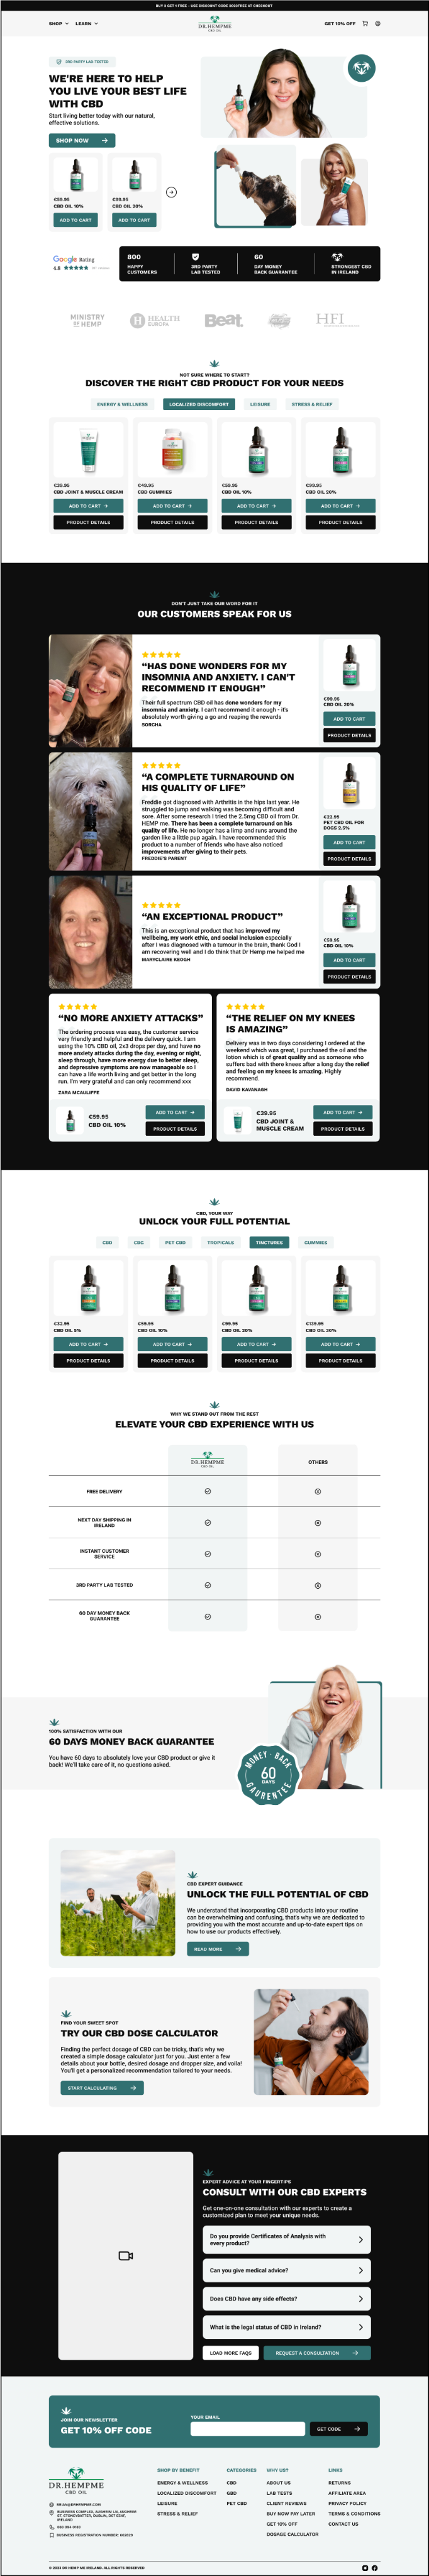 BUY 2 GET 1 FREE - USE DISCOUNT CODE 3RDFREE AT CHECKOUT
SHOP
LEARN
DR.HEMPME
CBD OIL
GET 10% OFF
3RD PARTY LAB TESTED
WE'RE HERE TO HELP
YOU LIVE YOUR BEST LIFE
WITH CBD
Start living better today with our natural,
effective solutions.
SHOP NOW
€59.95
CBD OIL 10%
ADD TO CART
€99.95
CBD OIL 20%
ADD TO CART
Google Rating
4.8
800
HAPPY
CUSTOMERS
3RD PARTY
LAB TESTED
60
DAY MONEY
BACK GUARANTEE
STRONGEST CBD
IN IRELAND
MINISTRY
OF HEMP
HEALTH
EUROPA
Beat.
HFI
NOT SURE WHERE TO START?
DISCOVER THE RIGHT CBD PRODUCT FOR YOUR NEEDS
ENERGY & WELLNESS
LOCALIZED DISCOMFORT
LEISURE
STRESS & RELIEF
€39.95
CBD JOINT & MUSCLE CREAM
ADD TO CART
PRODUCT DETAILS
€49.95
CBD GUMMIES
ADD TO CART
PRODUCT DETAILS
€59.95
CBD OIL 10%
ADD TO CART
PRODUCT DETAILS
€99.95
CBD OIL 20%
ADD TO CART
PRODUCT DETAILS
DON'T JUST TAKE OUR WORD FOR IT
OUR CUSTOMERS SPEAK FOR US
“HAS DONE WONDERS FOR MY
INSOMNIA AND ANXIETY. I CAN'T
RECOMMEND IT ENOUGH”
Their full spectrum CBD oil has done wonders for my
insomnia and anxiety. I can't recommend it enough - it's
absolutely worth giving a go and reaping the rewards
SORCHA
€99.95
CBD OIL 20%
ADD TO CART
PRODUCT DETAILS
“A COMPLETE TURNAROUND ON
HIS QUALITY OF LIFE”
Freddie got diagnosed with Arthritis in the hips last year. He
struggled to jump up and walking was becoming difficult and
sore. After some research I tried the 2.5mg CBD oil from Dr.
HEMP me. There has been a complete turnaround on his
quality of life. He no longer has a limp and runs around the
garden like a little puppy again. I have recommended this
product to a number of friends who have also noticed
improvements after giving to their pets.
FREDDIE'S PARENT
€33.95
PET CBD OIL FOR
DOGS 2.5%
ADD TO CART
PRODUCT DETAILS
“AN EXCEPTIONAL PRODUCT”
This is an exceptional product that has improved my
wellbeing, my work ethic, and social inclusion especially
after I was diagnosed with a tumour in the brain, thank God I
am recovering well and I do think that Dr Hemp me helped me
MARYCLAIRE KEOGH
€59.95
CBD OIL 10%
ADD TO CART
PRODUCT DETAILS
“NO MORE ANXIETY ATTACKS”
The ordering process was easy, the customer service
very friendly and helpful and the delivery quick. I am
using the 10% CBD oil, 2x3 drops per day, and have no
more anxiety attacks during the day, evening or night,
sleep through, have more energy due to better sleep
and depressive symptoms are now manageable so I
can have a life worth living and get better in the long
run. I'm very grateful and can only recommend xxx
ZARA MCAULIFFE
€59.95
CBD OIL 10%
ADD TO CART
PRODUCT DETAILS
“THE RELIEF ON MY KNEES
IS AMAZING”
Delivery was in two days considering I ordered at the
weekend which was great, I purchased the oil and the
lotion which is of great quality and as someone who
suffers bad with there knees after a long day the relief
and feeling on my knees is amazing. Highly
recommend.
DAVID KAVANAGH
€39.95
CBD JOINT &
MUSCLE CREAM
ADD TO CART
PRODUCT DETAILS
CBD, YOUR WAY
UNLOCK YOUR FULL POTENTIAL
CBD
CBG
PET CBD
TROPICALS
TINCTURES
GUMMIES
€32.95
CBD OIL 5%
ADD TO CART
PRODUCT DETAILS
€59.95
CBD OIL 10%
ADD TO CART
PRODUCT DETAILS
€99.95
CBD OIL 20%
ADD TO CART
PRODUCT DETAILS
€139.95
CBD OIL 30%
ADD TO CART
PRODUCT DETAILS
WHY WE STAND OUT FROM THE REST
ELEVATE YOUR CBD EXPERIENCE WITH US
DR.HEMPME
CBD OIL
OTHERS
FREE DELIVERY
NEXT DAY SHIPPING IN
IRELAND
INSTANT CUSTOMER
SERVICE
3RD PARTY LAB TESTED
60 DAY MONEY BACK
GUARANTEE
100% SATISFACTION WITH OUR
60 DAYS MONEY BACK GUARANTEE
You have 60 days to absolutely love your CBD product or give it
back! We'll take care of it, no questions asked.
MONEY - BACK
60
DAYS
GAURENTEE
CBD EXPERT GUIDANCE
UNLOCK THE FULL POTENTIAL OF CBD
We understand that incorporating CBD products into your routine
can be overwhelming and confusing, that's why we are dedicated to
providing you with the most accurate and up-to-date expert tips on
how to use our products effectively.
READ MORE
FIND YOUR SWEET SPOT
TRY OUR CBD DOSE CALCULATOR
Finding the perfect dosage of CBD can be tricky, that's why we
created a simple dosage calculator just for you. Just enter a few
details about your bottle, desired dosage and dropper size, and voila!
You'll get a personalized recommendation tailored to your needs.
START CALCULATING
EXPERT ADVICE AT YOUR FINGERTIPS
CONSULT WITH OUR CBD EXPERTS
Get one-on-one consultation with our experts to create a
customized plan to meet your unique needs.
Do you provide Certificates of Analysis with
every product?
Can you give medical advice?
Does CBD have any side effects?
What is the legal status of CBD in Ireland?
LOAD MORE FAQS
REQUEST A CONSULTATION
JOIN OUR NEWSLETTER
GET 10% OFF CODE
YOUR EMAIL
GET CODE
DR.HEMPME
CBD OIL
BRIAN@DRHEMPME.COM
BUSINESS COMPLEX, AUGHRIM LN, AUGHRIM
ST, STONEYBATTER, DUBLIN, D07 E2AY,
IRELAND
BUSINESS REGISTRATION NUMBER: 662829
SHOP BY BENEFIT
ENERGY & WELLNESS
LOCALIZED DISCOMFORT
LEISURE
STRESS & RELIEF
CATEGORIES
CBD
GBD
PET CBD
WHY US?
ABOUT US
LAB TESTS
CLIENT REVIEWS
BUY NOW PAY LATER
GET 10% OFF
DOSAGE CALCULATOR
LINKS
RETURNS
AFFILIATE AREA
PRIVACY POLICY
TERMS & CONDITIONS
CONTACT US
© 2023 DR HEMP ME IRELAND. ALL RIGHTS RESERVED